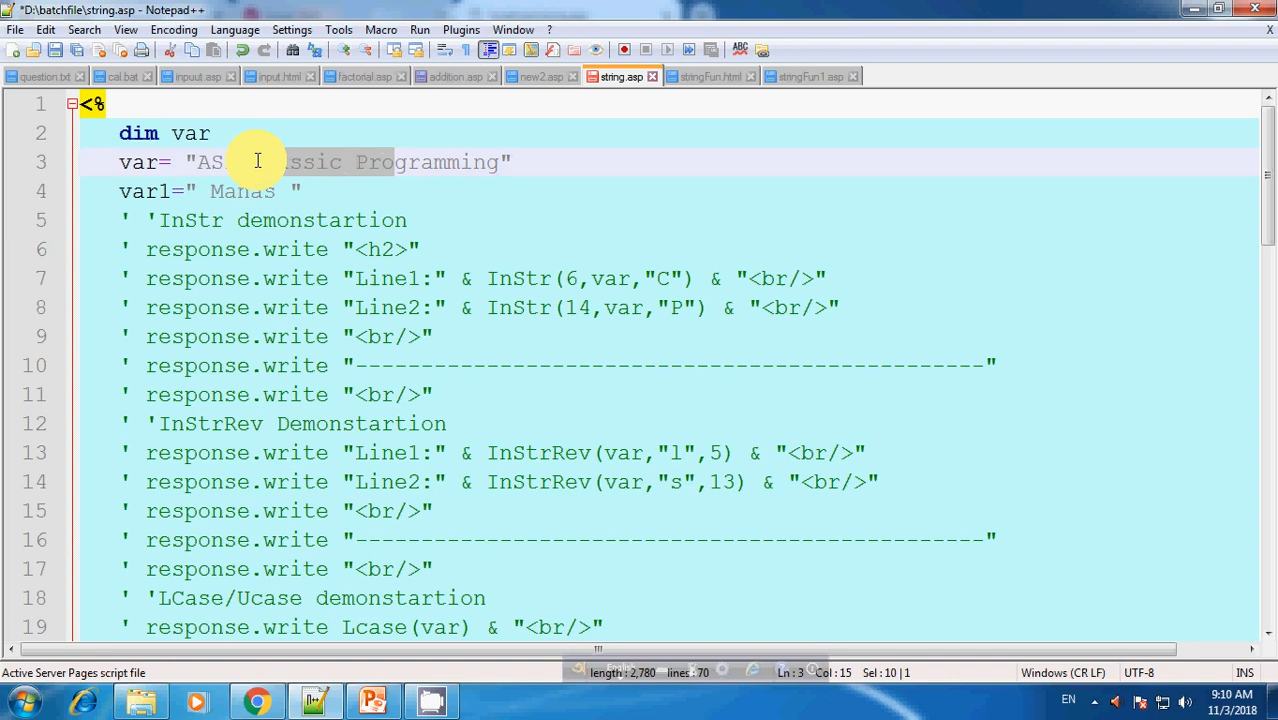 *D:\batchfile\string.asp - Notepad++
File Edit Search View Encoding Language Settings Tools Macro Run Plugins Window ? X
question.txt cal.bat inpuut.asp input.html factorial.asp addition.asp new2.asp string.asp stringFun.html stringFun1.asp
1 <%
2 dim var
3 var= "AS ssic Programming"
4 var1=" Manas "
5 ' 'InStr demonstartion
6 ' response.write "<h2>"
7 ' response.write "Line1:" & InStr(6,var,"C") & "<br/>"
8 ' response.write "Line2:" & InStr(14,var,"P") & "<br/>"
9 ' response.write "<br/>"
10 ' response.write "------------------------------------------------"
11 ' response.write "<br/>"
12 ' 'InStrRev Demonstartion
13 ' response.write "Line1:" & InStrRev(var,"l",5) & "<br/>"
14 ' response.write "Line2:" & InStrRev(var,"s",13) & "<br/>"
15 ' response.write "<br/>"
16 ' response.write "------------------------------------------------"
17 ' response.write "<br/>"
18 ' 'LCase/Ucase demonstartion
19 ' response.write Lcase(var) & "<br/>"
Active Server Pages script file length : 2,780 lines : 70 Ln : 3 Col : 15 Sel : 10 | 1 Windows (CR LF) UTF-8 INS
English
EN 9:10 AM
11/3/2018